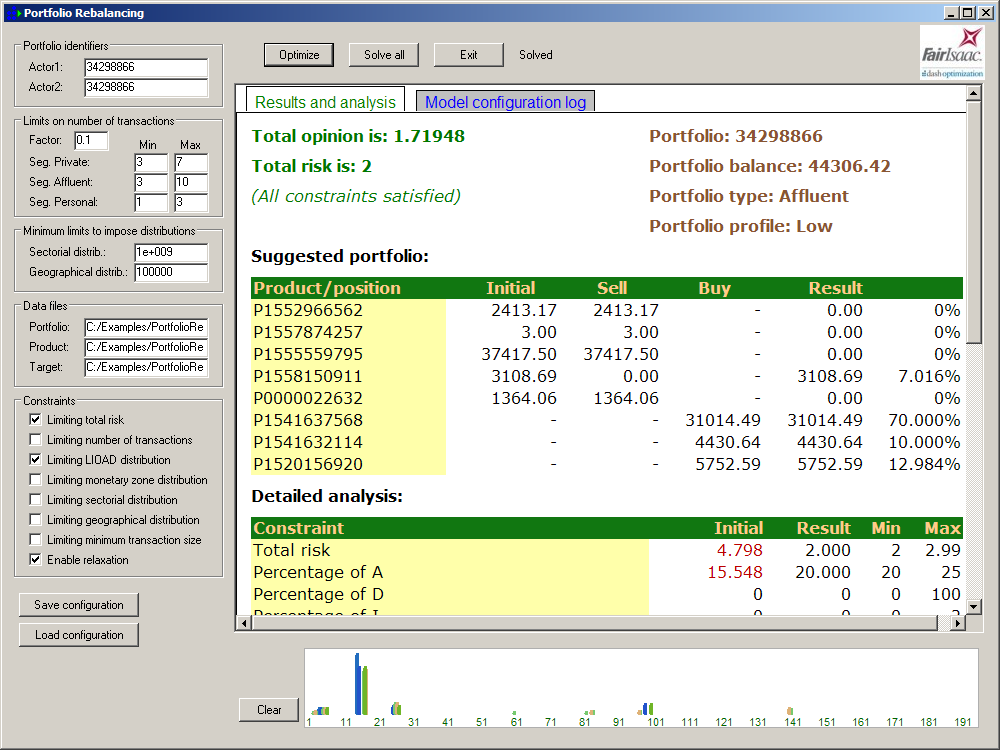 Portfolio Rebalancing
Portfolio identifiers
Actor1: 34298866
Actor2: 34298866
Limits on number of transactions
Factor: 0.1
Min Max
Seg. Private: 3 7
Seg. Affluent: 3 10
Seg. Personal: 1 3
Minimum limits to impose distributions
Sectorial distrib.: 1e+009
Geographical distrib.: 100000
Data files
Portfolio: C:/Examples/PortfolioRe
Product: C:/Examples/PortfolioRe
Target: C:/Examples/PortfolioRe
Constraints
Limiting total risk
Limiting number of transactions
Limiting LIOAD distribution
Limiting monetary zone distribution
Limiting sectorial distribution
Limiting geographical distribution
Limiting minimum transaction size
Enable relaxation
Save configuration
Load configuration
Optimize Solve all Exit Solved
FairIsaac.
dash optimization
Results and analysis Model configuration log
Total opinion is: 1.71948
Total risk is: 2
(All constraints satisfied)
Portfolio: 34298866
Portfolio balance: 44306.42
Portfolio type: Affluent
Portfolio profile: Low
Suggested portfolio:
Product/position Initial Sell Buy Result
P1552966562 2413.17 2413.17 - 0.00 0%
P1557874257 3.00 3.00 - 0.00 0%
P1555559795 37417.50 37417.50 - 0.00 0%
P1558150911 3108.69 0.00 - 3108.69 7.016%
P0000022632 1364.06 1364.06 - 0.00 0%
P1541637568 - - 31014.49 31014.49 70.000%
P1541632114 - - 4430.64 4430.64 10.000%
P1520156920 - - 5752.59 5752.59 12.984%
Detailed analysis:
Constraint Initial Result Min Max
Total risk 4.798 2.000 2 2.99
Percentage of A 15.548 20.000 20 25
Percentage of D 0 0 0 100
Clear
1 11 21 31 41 51 61 71 81 91 101 111 121 131 141 151 161 171 181 191